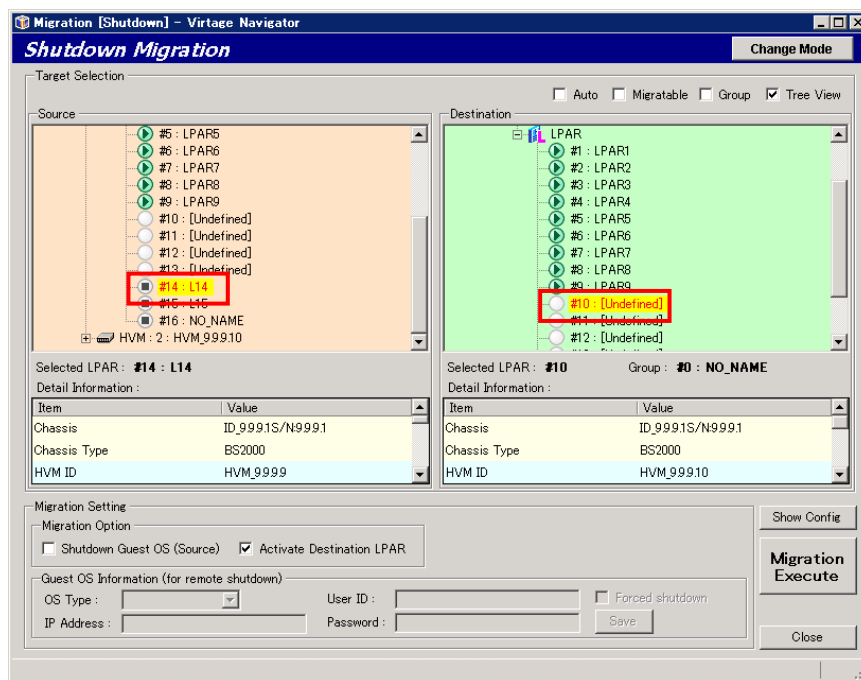 Migration [Shutdown] - Virtage Navigator
Shutdown Migration
Change Mode
Target Selection
Auto Migratable Group Tree View
Source
#5 : LPAR5
#6 : LPAR6
#7 : LPAR7
#8 : LPAR8
#9 : LPAR9
#10 : [Undefined]
#11 : [Undefined]
#12 : [Undefined]
#13 : [Undefined]
#14 : L14
#15 : L15
#16 : NO_NAME
HVM : 2 : HVM_9.9.9.10
Selected LPAR : #14 : L14
Detail Information :
Item Value
Chassis ID_9.9.9.1S/N:9.9.9.1
Chassis Type BS2000
HVM ID HVM_9.9.9.9
Destination
LPAR
#1 : LPAR1
#2 : LPAR2
#3 : LPAR3
#4 : LPAR4
#5 : LPAR5
#6 : LPAR6
#7 : LPAR7
#8 : LPAR8
#9 : LPAR9
#10 : [Undefined]
#11 : [Undefined]
#12 : [Undefined]
Selected LPAR : #10 Group : #0 : NO_NAME
Detail Information :
Item Value
Chassis ID_9.9.9.1S/N:9.9.9.1
Chassis Type BS2000
HVM ID HVM_9.9.9.10
Migration Setting
Migration Option
Shutdown Guest OS (Source) Activate Destination LPAR
Guest OS Information (for remote shutdown)
OS Type : User ID : Forced shutdown
IP Address : Password : Save
Show Config
Migration
Execute
Close